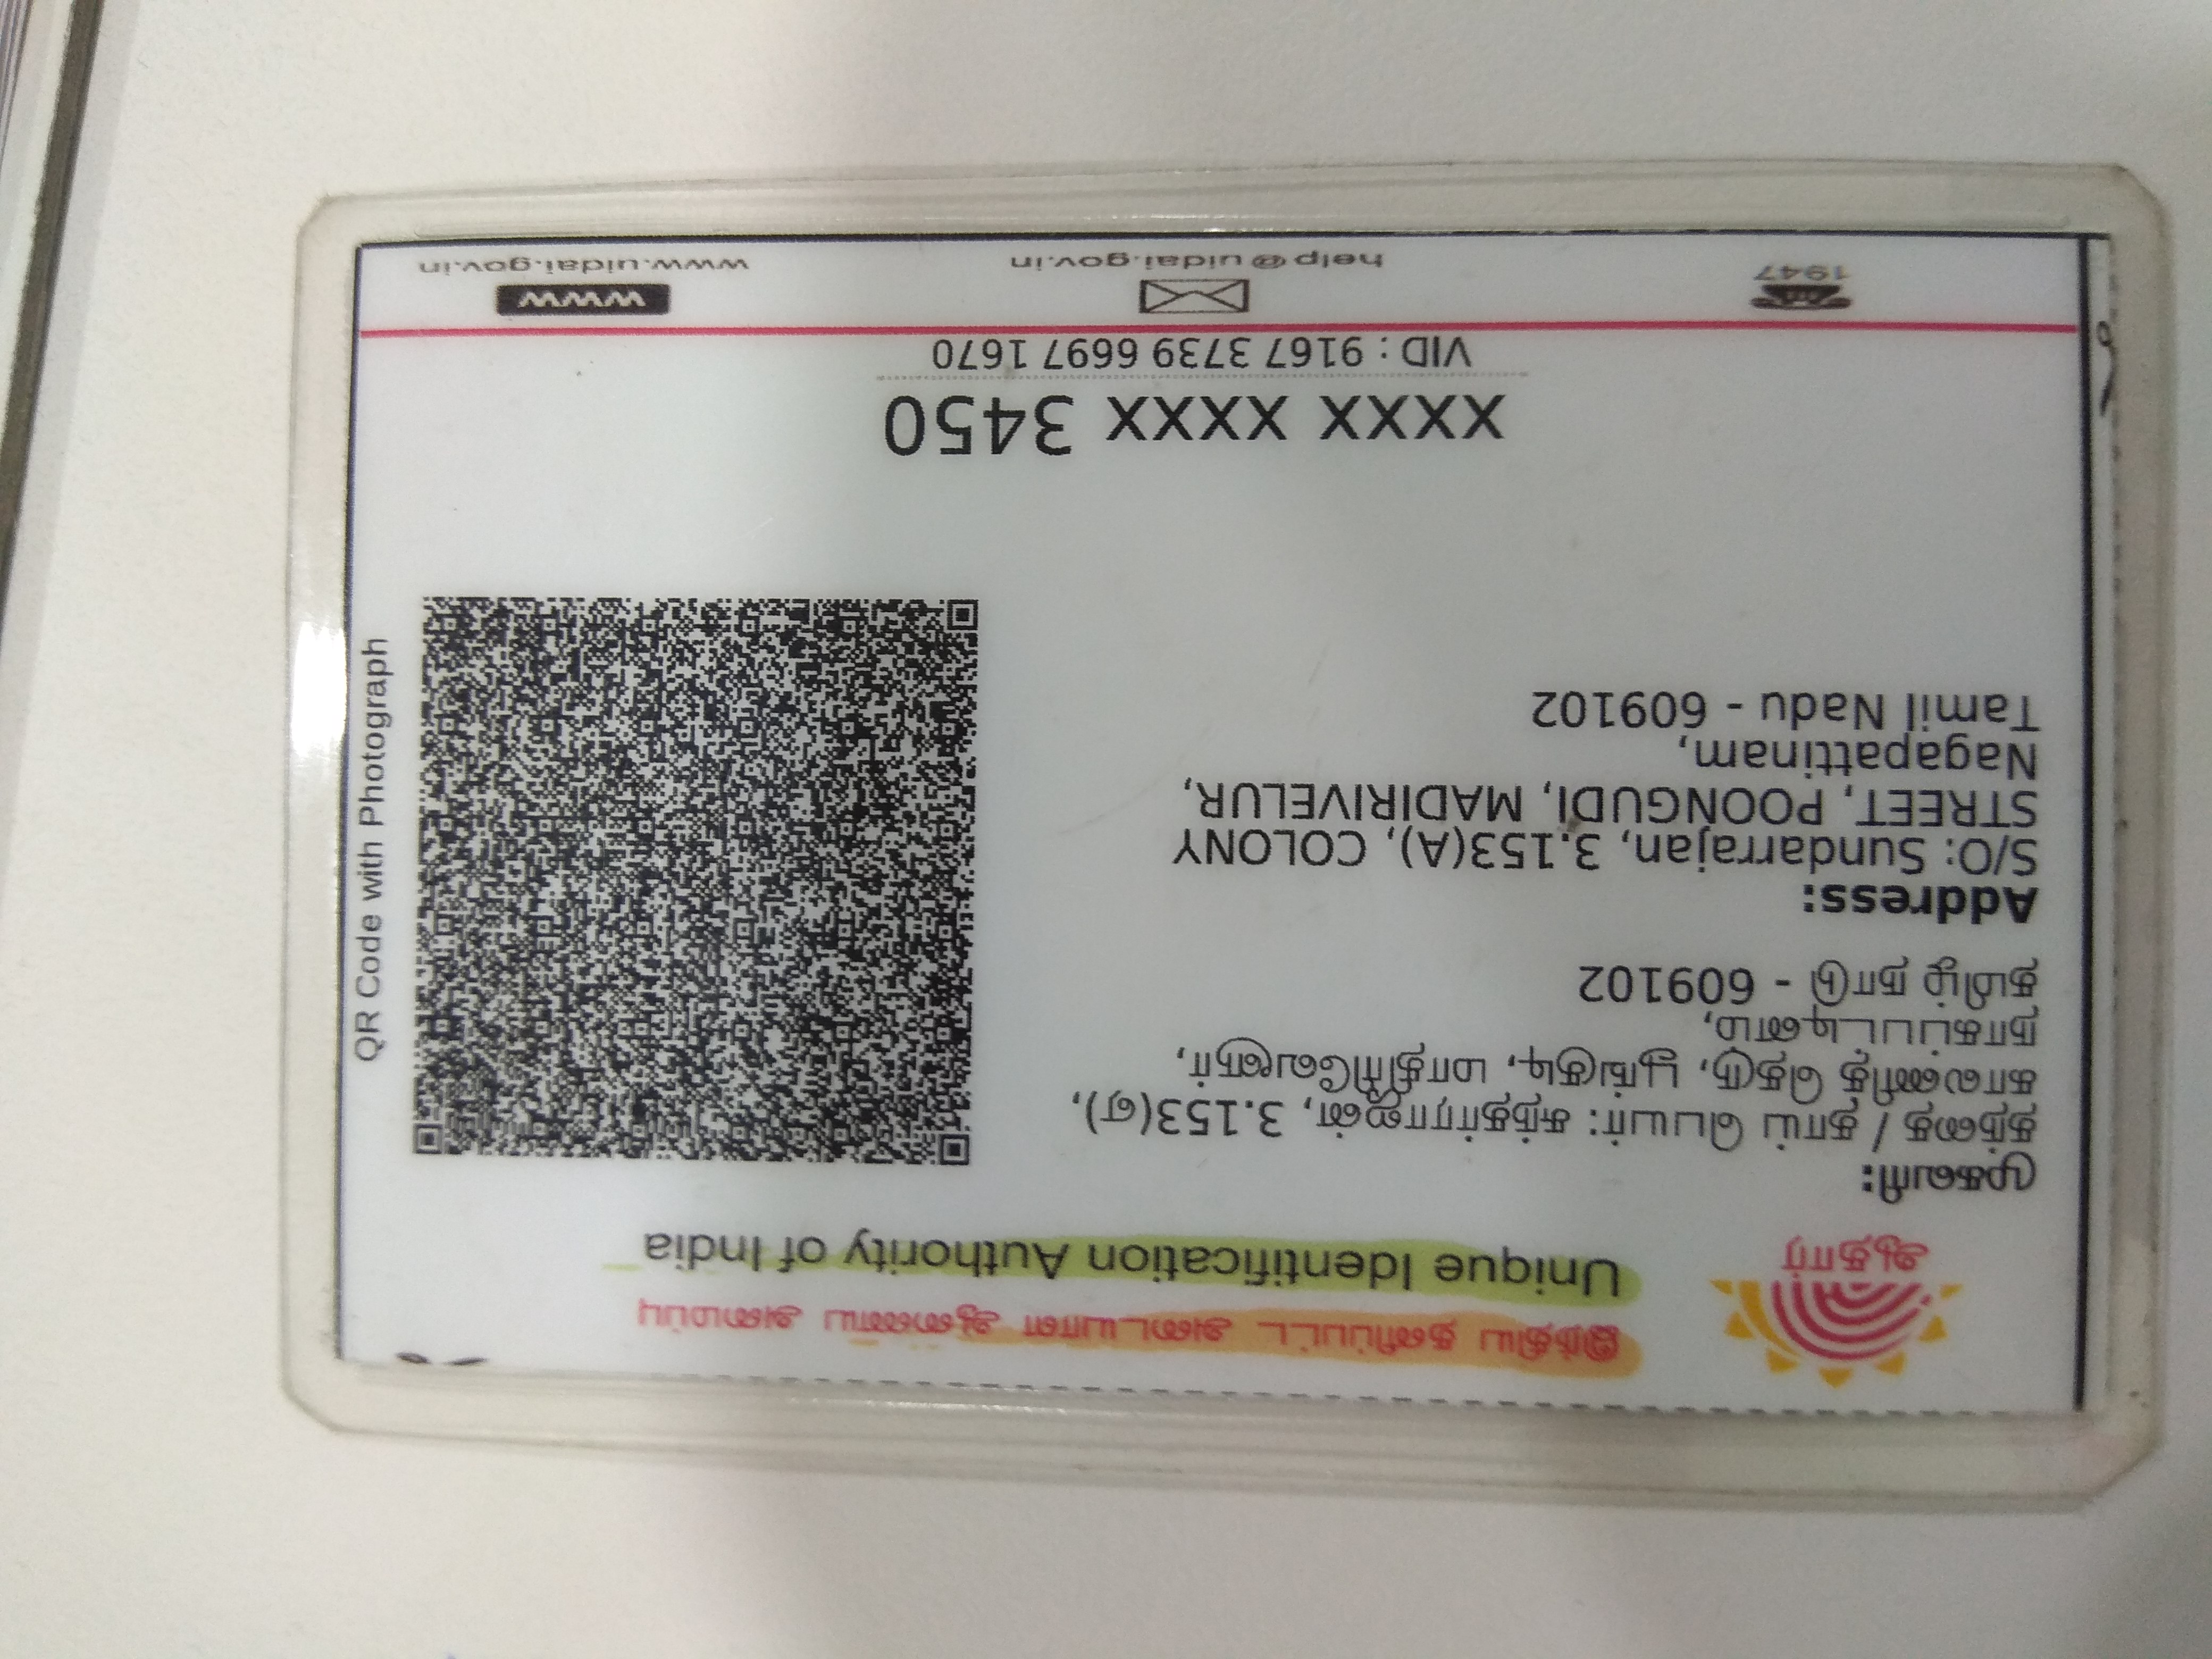 இந்திய தனிப்பட்ட அடையாள ஆணைய அமைப்பு
Unique Identification Authority of India
ஆதார்
முகவரி:
தந்தை / தாய் பெயர்: சுந்தர்ராஜன், 3.153(ஏ),
காலணித் தெரு, பூங்குடி, மாதிரிவேளூர்,
நாகப்பட்டினம்,
தமிழ் நாடு - 609102
Address:
S/O: Sundarrajan, 3.153(A), COLONY
STREET, POONGUDI, MADIRIVELUR,
Nagapattinam,
Tamil Nadu - 609102
QR Code with Photograph
XXXX XXXX 3450
VID : 9167 3739 6697 1670
1947
help@uidai.gov.in
www
www.uidai.gov.in